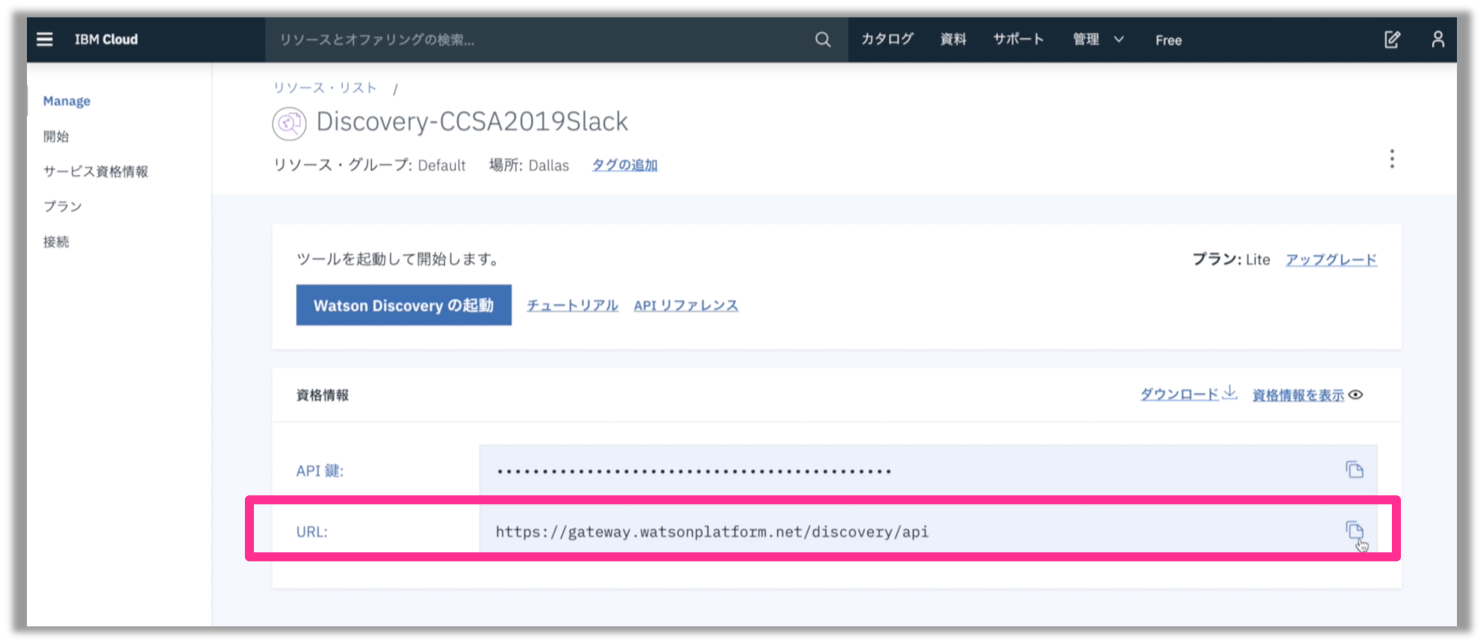 IBM Cloud リソースとオファリングの検索... カタログ 資料 サポート 管理 Free
Manage
開始
サービス資格情報
プラン
接続
リソース・リスト /
Discovery-CCSA2019Slack
リソース・グループ: Default 場所: Dallas タグの追加
ツールを起動して開始します。 プラン: Lite アップグレード
Watson Discovery の起動 チュートリアル API リファレンス
資格情報 ダウンロード 資格情報を表示
API 鍵: ••••••••••••••••••••••••••••••••••••••••••••
URL: https://gateway.watsonplatform.net/discovery/api